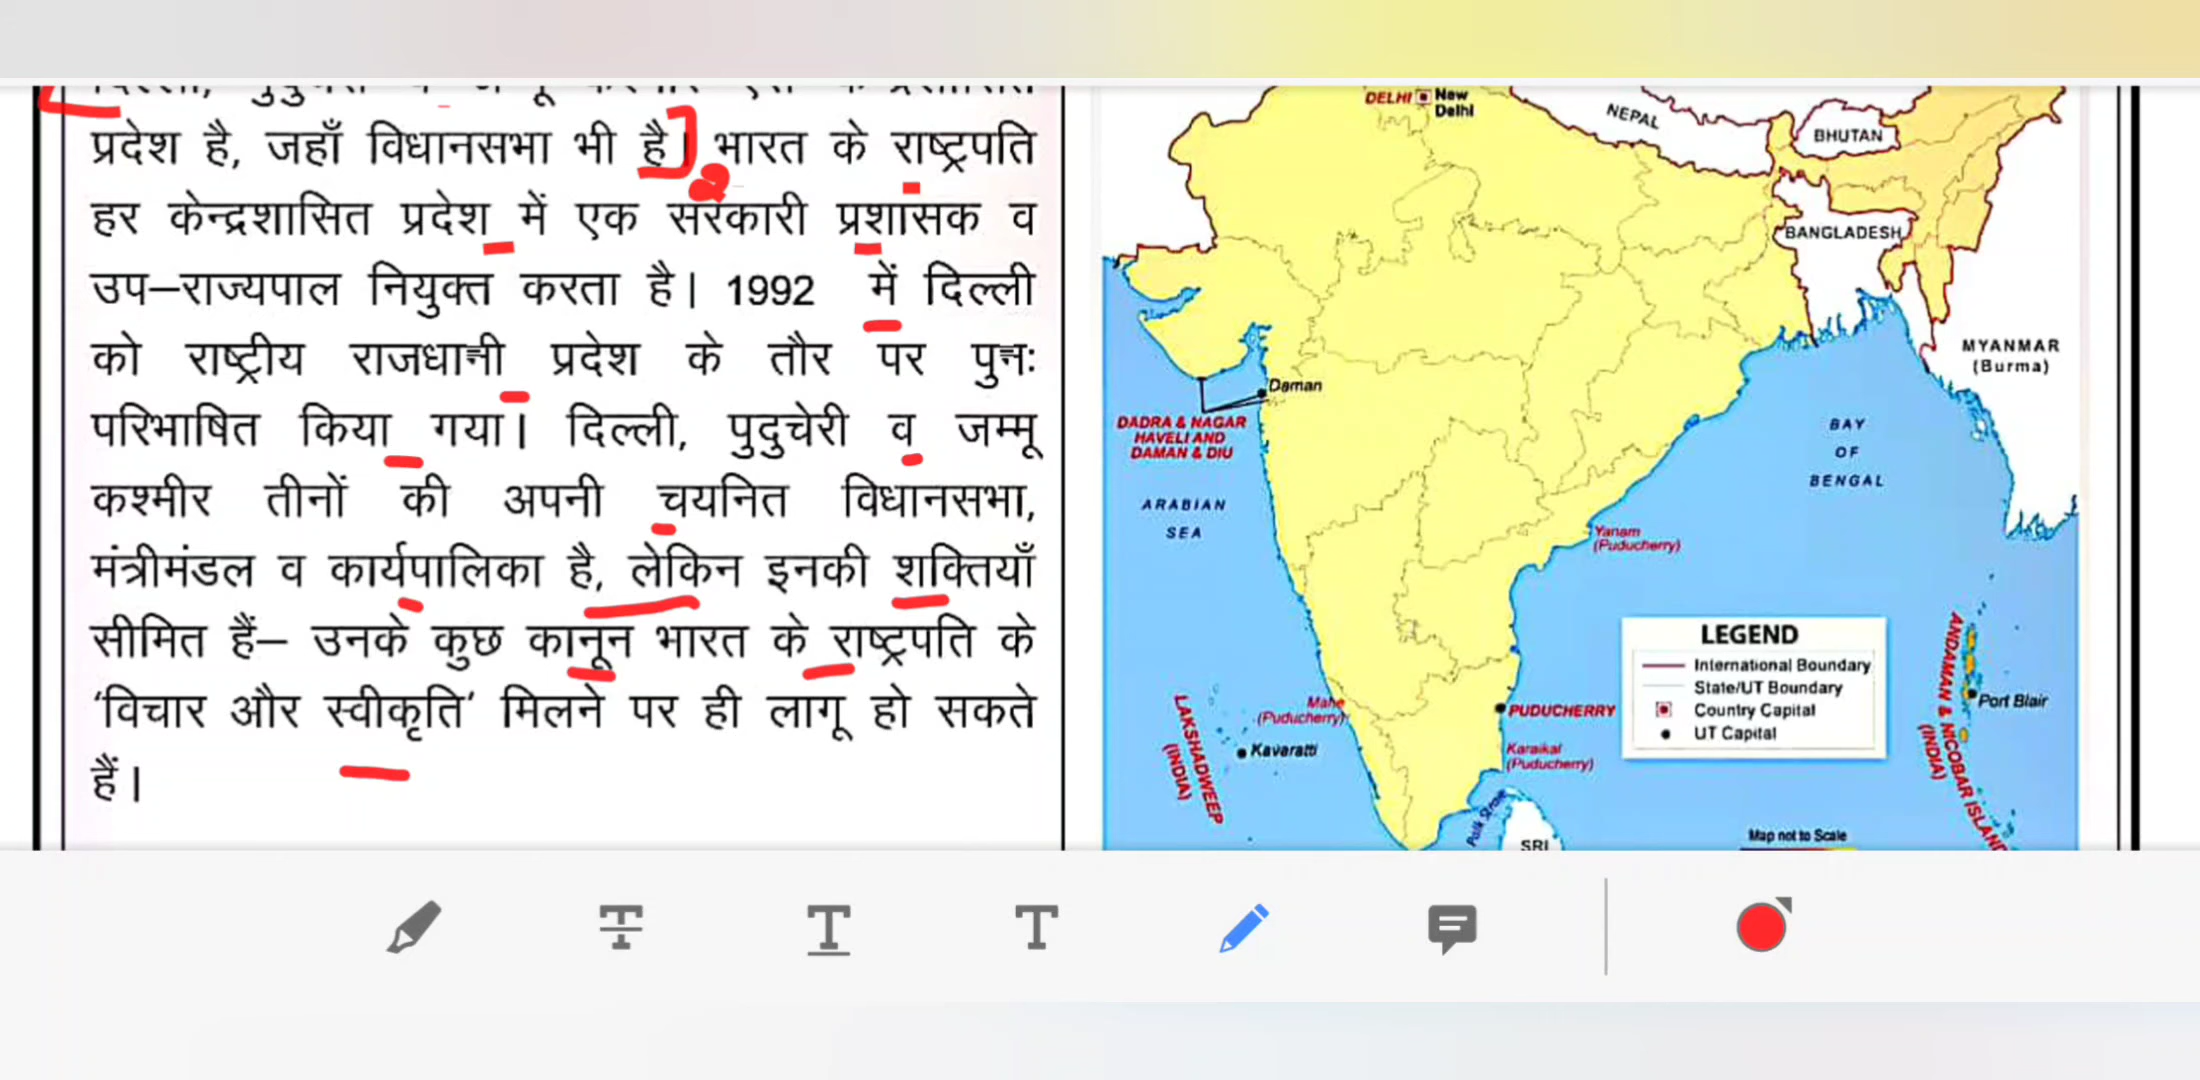 प्रदेश है, जहाँ विधानसभा भी है। भारत के राष्ट्रपति
हर केन्द्रशासित प्रदेश में एक सरकारी प्रशासक व
उप–राज्यपाल नियुक्त करता है। 1992 में दिल्ली
को राष्ट्रीय राजधानी प्रदेश के तौर पर पुनः
परिभाषित किया गया। दिल्ली, पुदुचेरी व जम्मू
कश्मीर तीनों की अपनी चयनित विधानसभा,
मंत्रीमंडल व कार्यपालिका है, लेकिन इनकी शक्तियाँ
सीमित हैं– उनके कुछ कानून भारत के राष्ट्रपति के
‘विचार और स्वीकृति’ मिलने पर ही लागू हो सकते
हैं।
DELHI
New
Delhi
NEPAL
BHUTAN
BANGLADESH
MYANMAR
(Burma)
Daman
DADRA & NAGAR
HAVELI AND
DAMAN & DIU
ARABIAN
SEA
BAY
OF
BENGAL
Yanam
(Puducherry)
LEGEND
International Boundary
State/UT Boundary
Country Capital
UT Capital
ANDAMAN & NICOBAR ISLAND
(INDIA)
Port Blair
LAKSHADWEEP
(INDIA)
Kavaratti
Mahe
(Puducherry)
PUDUCHERRY
Karaikal
(Puducherry)
Palk Strait
SRI
Map not to Scale